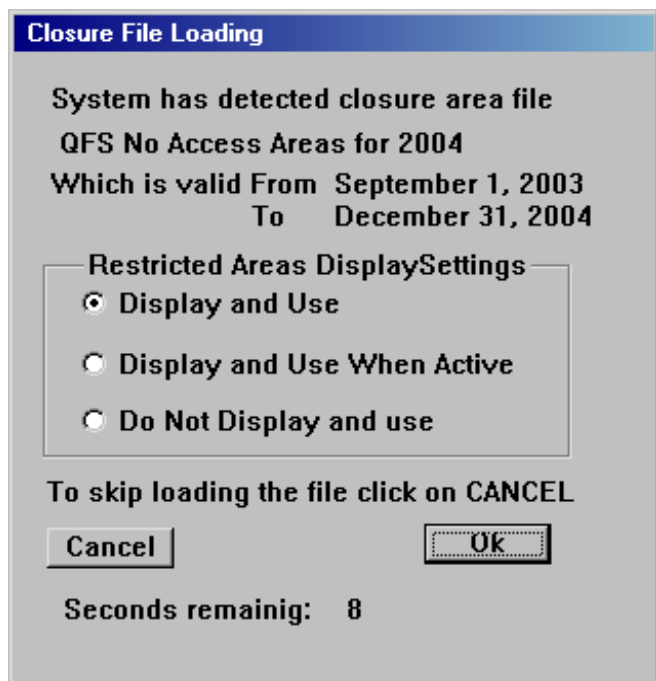 Closure File Loading
System has detected closure area file
QFS No Access Areas for 2004
Which is valid From September 1, 2003
To December 31, 2004
Restricted Areas DisplaySettings
Display and Use
Display and Use When Active
Do Not Display and use
To skip loading the file click on CANCEL
Cancel Ok
Seconds remainig: 8